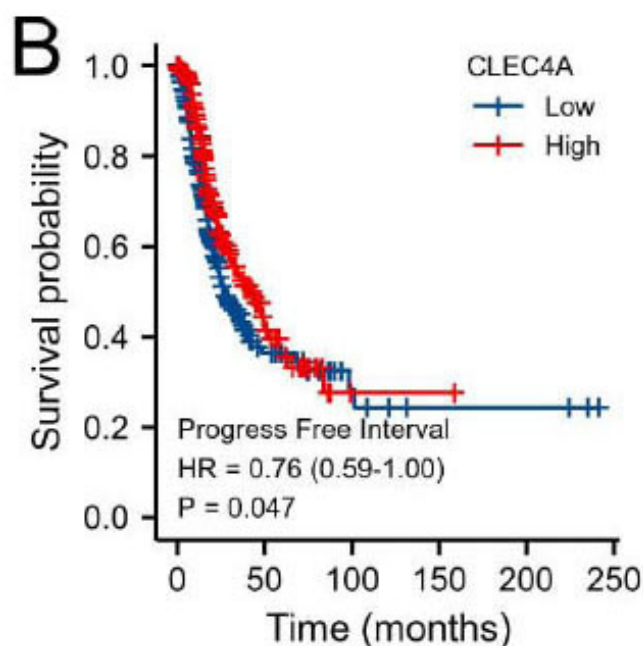 B
CLEC4A
Low
High
Survival probability
1.0
0.8
0.6
0.4
0.2
0.0
Progress Free Interval
HR = 0.76 (0.59-1.00)
P = 0.047
0 50 100 150 200 250
Time (months)